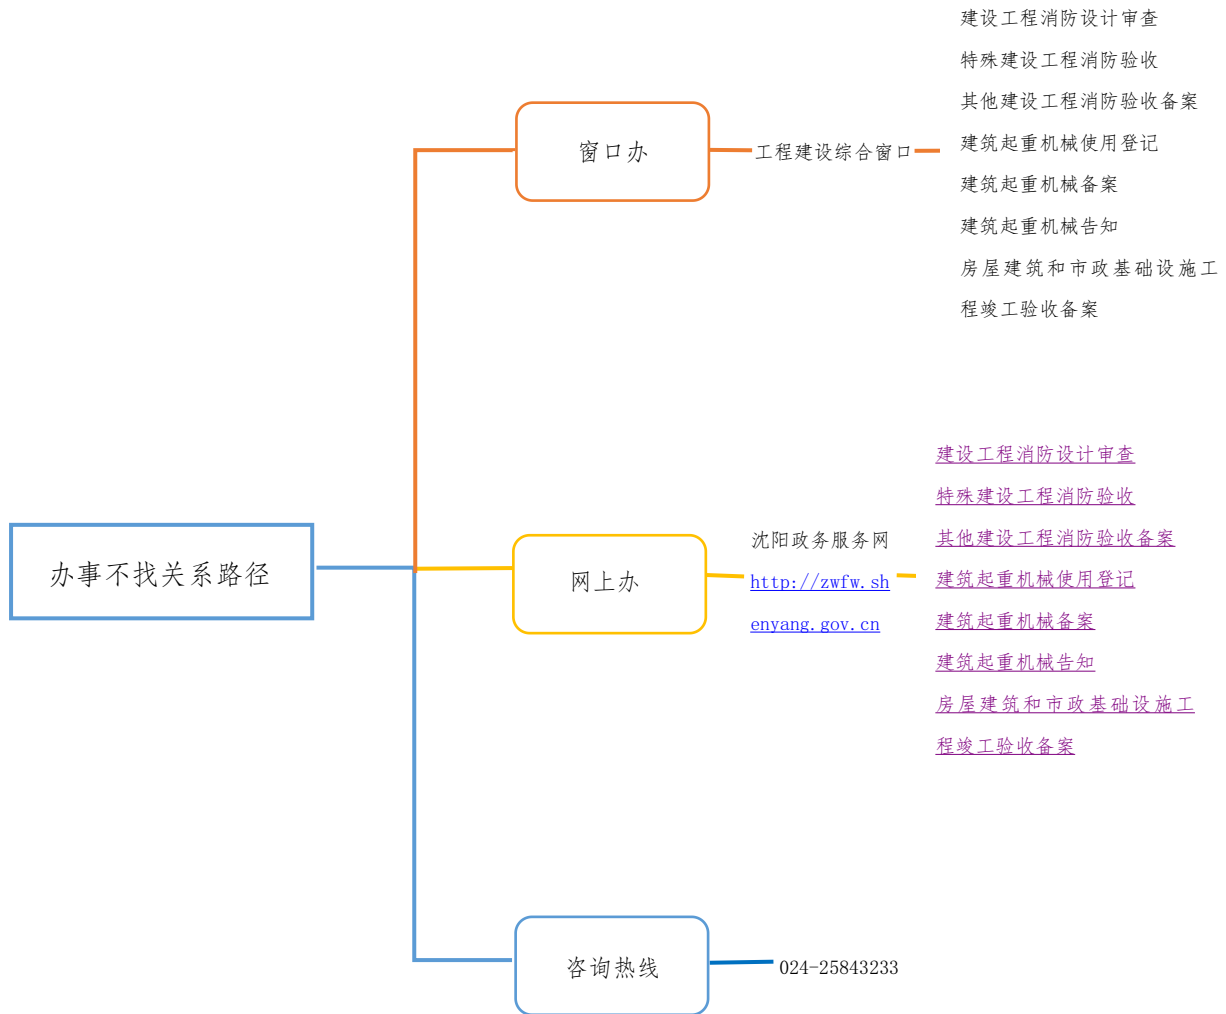 办事不找关系路径
窗口办
工程建设综合窗口
建设工程消防设计审查
特殊建设工程消防验收
其他建设工程消防验收备案
建筑起重机械使用登记
建筑起重机械备案
建筑起重机械告知
房屋建筑和市政基础设施工
程竣工验收备案
网上办
沈阳政务服务网
http://zwfw.sh
enyang.gov.cn
建设工程消防设计审查
特殊建设工程消防验收
其他建设工程消防验收备案
建筑起重机械使用登记
建筑起重机械备案
建筑起重机械告知
房屋建筑和市政基础设施工
程竣工验收备案
咨询热线
024-25843233